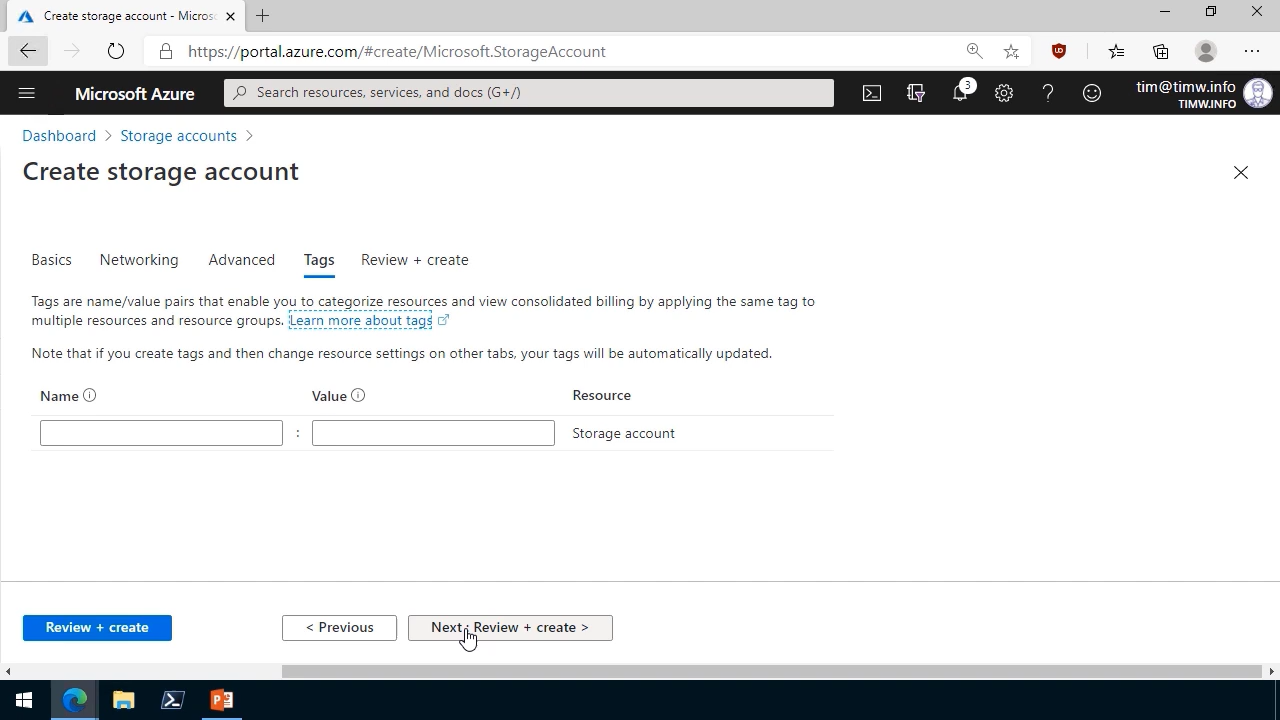 Create storage account - Micros
https://portal.azure.com/#create/Microsoft.StorageAccount
UD
Microsoft Azure
Search resources, services, and docs (G+/)
3
tim@timw.info
TIMW.INFO
Dashboard > Storage accounts >
Create storage account
Basics Networking Advanced Tags Review + create
Tags are name/value pairs that enable you to categorize resources and view consolidated billing by applying the same tag to
multiple resources and resource groups. Learn more about tags
Note that if you create tags and then change resource settings on other tabs, your tags will be automatically updated.
Name Value Resource
: Storage account
Review + create < Previous Next : Review + create >